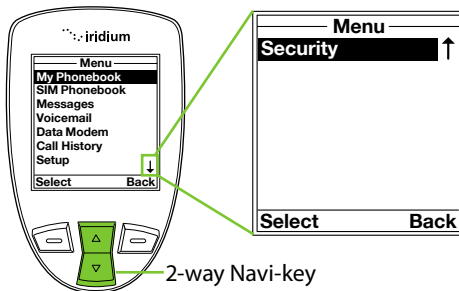 iridium
Menu
My Phonebook
SIM Phonebook
Messages
Voicemail
Data Modem
Call History
Setup ↓
Select Back
Menu
Security ↑
Select Back
2-way Navi-key